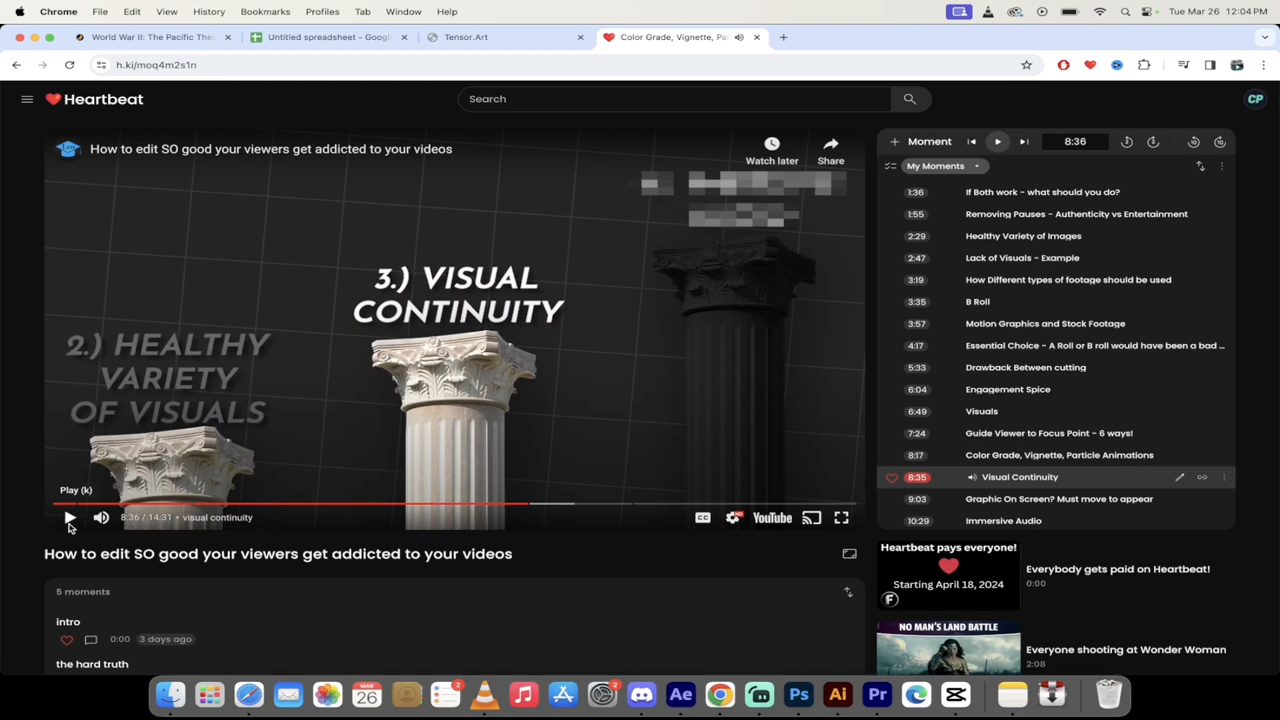 Chrome File Edit View History Bookmarks Profiles Tab Window Help Tue Mar 26 12:04 PM
World War II: The Pacific The Untitled spreadsheet - Goog Tensor.Art Color Grade, Vignette, Pa
h.ki/moq4m2s1n
Heartbeat Search CP
How to edit SO good your viewers get addicted to your videos
Watch later Share
3.) VISUAL
CONTINUITY
2.) HEALTHY
VARIETY
OF VISUALS
Play (k)
8:36 / 14:31 • visual continuity CC HD YouTube
How to edit SO good your viewers get addicted to your videos
5 moments
intro
0:00 3 days ago
the hard truth
+ Moment 8:36
My Moments
1:36 If Both work - what should you do?
1:55 Removing Pauses - Authenticity vs Entertainment
2:29 Healthy Variety of Images
2:47 Lack of Visuals - Example
3:19 How Different types of footage should be used
3:35 B Roll
3:57 Motion Graphics and Stock Footage
4:17 Essential Choice - A Roll or B roll would have been a bad ...
5:33 Drawback Between cutting
6:04 Engagement Spice
6:49 Visuals
7:24 Guide Viewer to Focus Point - 6 ways!
8:17 Color Grade, Vignette, Particle Animations
8:35 Visual Continuity
9:03 Graphic On Screen? Must move to appear
10:29 Immersive Audio
Heartbeat pays everyone!
Starting April 18, 2024
F
Everybody gets paid on Heartbeat!
0:00
NO MAN'S LAND BATTLE
Everyone shooting at Wonder Woman
2:08
MAR
26
2
2
Ae
Ps
Ai
Pr